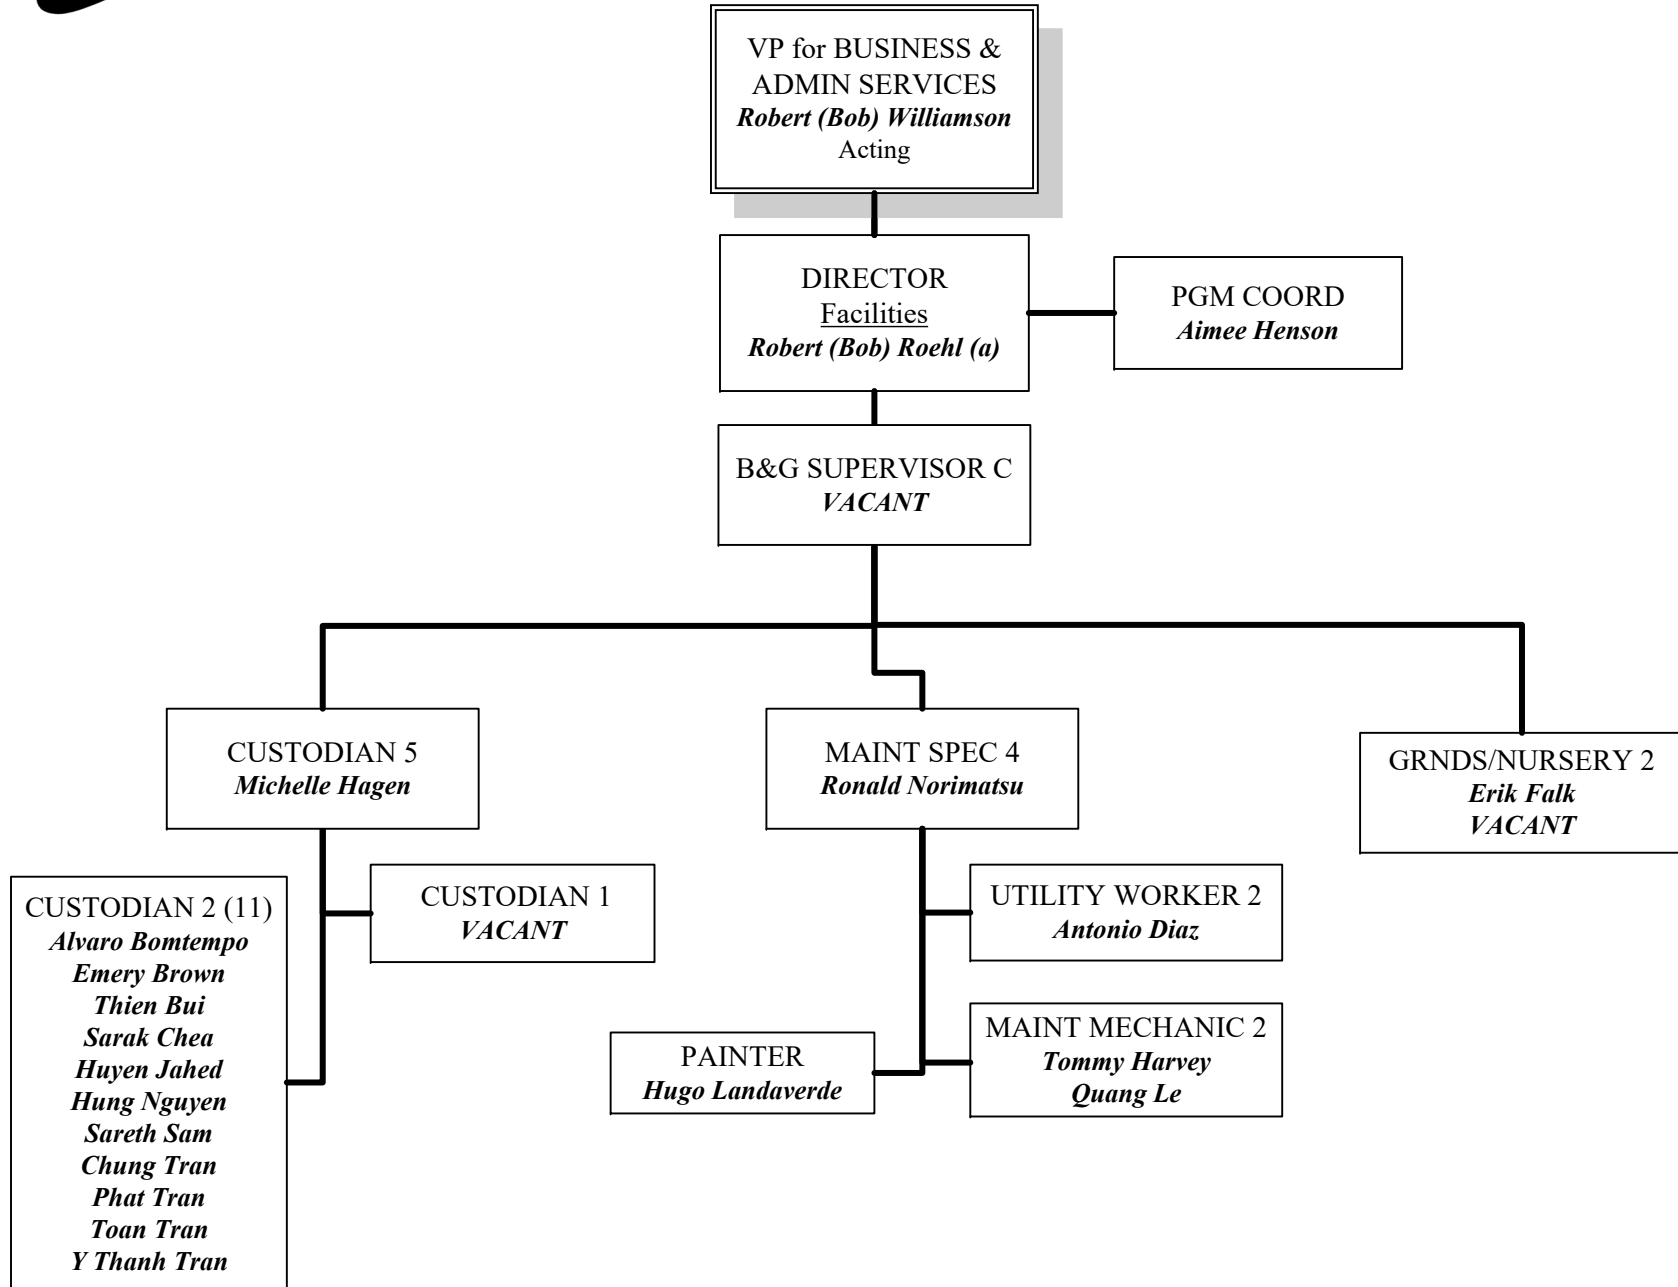 VP for BUSINESS &
ADMIN SERVICES
Robert (Bob) Williamson
Acting
DIRECTOR
Facilities
Robert (Bob) Roehl (a)
PGM COORD
Aimee Henson
B&G SUPERVISOR C
VACANT
CUSTODIAN 5
Michelle Hagen
MAINT SPEC 4
Ronald Norimatsu
GRNDS/NURSERY 2
Erik Falk
VACANT
CUSTODIAN 2 (11)
Alvaro Bomtempo
Emery Brown
Thien Bui
Sarak Chea
Huyen Jahed
Hung Nguyen
Sareth Sam
Chung Tran
Phat Tran
Toan Tran
Y Thanh Tran
CUSTODIAN 1
VACANT
UTILITY WORKER 2
Antonio Diaz
PAINTER
Hugo Landaverde
MAINT MECHANIC 2
Tommy Harvey
Quang Le